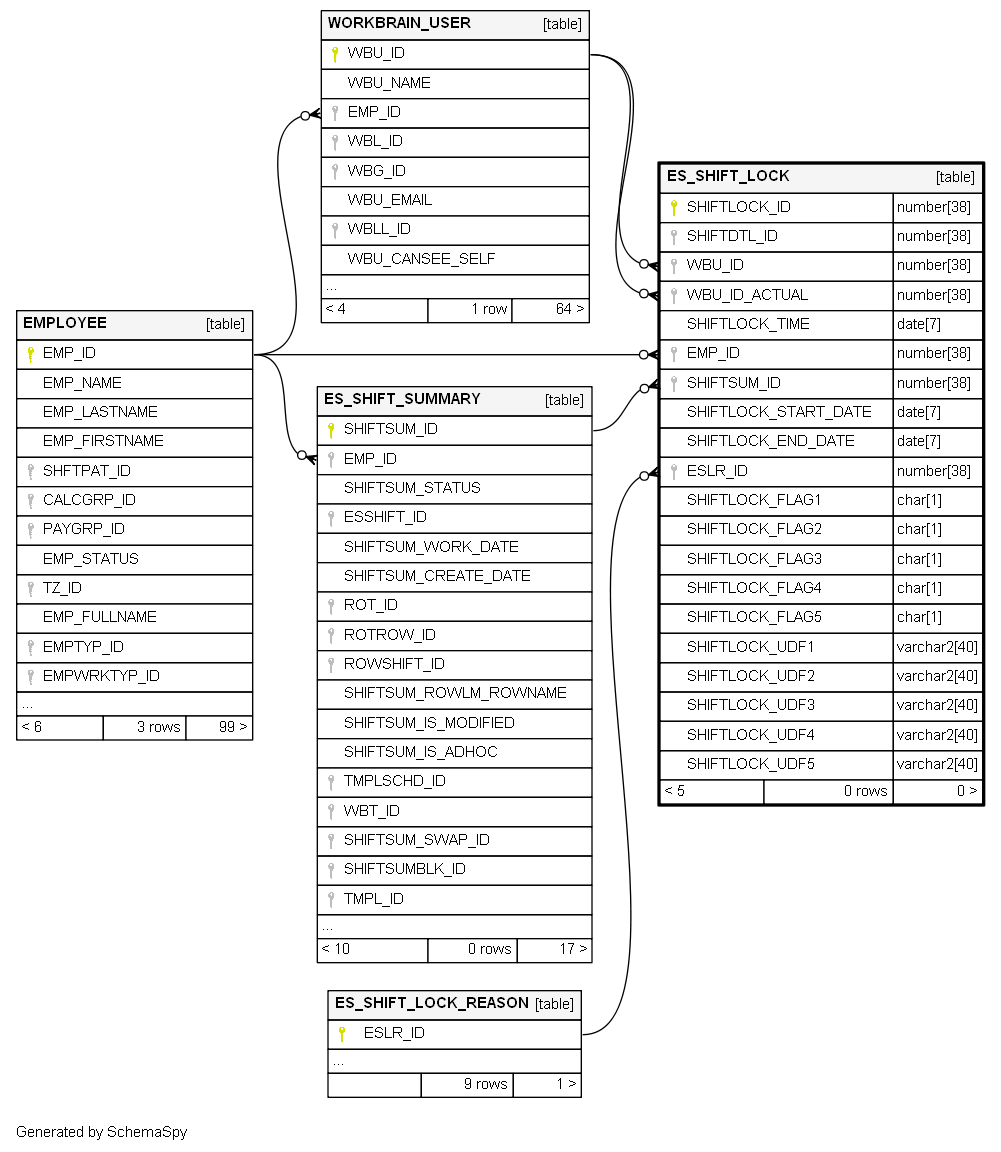 WORKBRAIN_USER [table]
WBU_ID
WBU_NAME
EMP_ID
WBL_ID
WBG_ID
WBU_EMAIL
WBLL_ID
WBU_CANSEE_SELF
...
< 4 1 row 64 >
EMPLOYEE [table]
EMP_ID
EMP_NAME
EMP_LASTNAME
EMP_FIRSTNAME
SHFTPAT_ID
CALCGRP_ID
PAYGRP_ID
EMP_STATUS
TZ_ID
EMP_FULLNAME
EMPTYP_ID
EMPWRKTYP_ID
...
< 6 3 rows 99 >
ES_SHIFT_SUMMARY [table]
SHIFTSUM_ID
EMP_ID
SHIFTSUM_STATUS
ESSHIFT_ID
SHIFTSUM_WORK_DATE
SHIFTSUM_CREATE_DATE
ROT_ID
ROTROW_ID
ROWSHIFT_ID
SHIFTSUM_ROWLM_ROWNAME
SHIFTSUM_IS_MODIFIED
SHIFTSUM_IS_ADHOC
TMPLSCHD_ID
WBT_ID
SHIFTSUM_SWAP_ID
SHIFTSUMBLK_ID
TMPL_ID
...
< 10 0 rows 17 >
ES_SHIFT_LOCK_REASON [table]
ESLR_ID
...
9 rows 1 >
ES_SHIFT_LOCK [table]
SHIFTLOCK_ID number[38]
SHIFTDTL_ID number[38]
WBU_ID number[38]
WBU_ID_ACTUAL number[38]
SHIFTLOCK_TIME date[7]
EMP_ID number[38]
SHIFTSUM_ID number[38]
SHIFTLOCK_START_DATE date[7]
SHIFTLOCK_END_DATE date[7]
ESLR_ID number[38]
SHIFTLOCK_FLAG1 char[1]
SHIFTLOCK_FLAG2 char[1]
SHIFTLOCK_FLAG3 char[1]
SHIFTLOCK_FLAG4 char[1]
SHIFTLOCK_FLAG5 char[1]
SHIFTLOCK_UDF1 varchar2[40]
SHIFTLOCK_UDF2 varchar2[40]
SHIFTLOCK_UDF3 varchar2[40]
SHIFTLOCK_UDF4 varchar2[40]
SHIFTLOCK_UDF5 varchar2[40]
< 5 0 rows 0 >
Generated by SchemaSpy